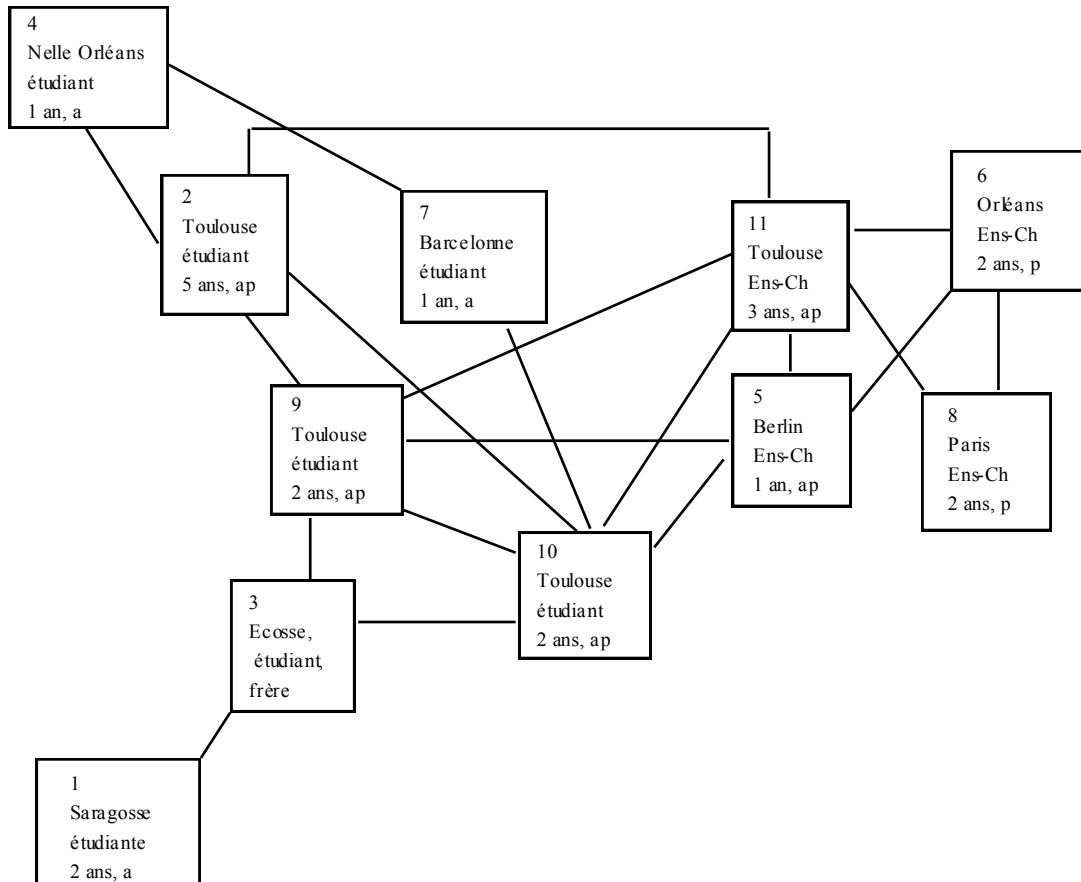 4
Nelle Orléans
étudiant
1 an, a
2
Toulouse
étudiant
5 ans, ap
7
Barcelonne
étudiant
1 an, a
11
Toulouse
Ens-Ch
3 ans, ap
6
Orléans
Ens-Ch
2 ans, p
9
Toulouse
étudiant
2 ans, ap
5
Berlin
Ens-Ch
1 an, ap
8
Paris
Ens-Ch
2 ans, p
10
Toulouse
étudiant
2 ans, ap
3
Ecosse,
étudiant,
frère
1
Saragosse
étudiante
2 ans, a